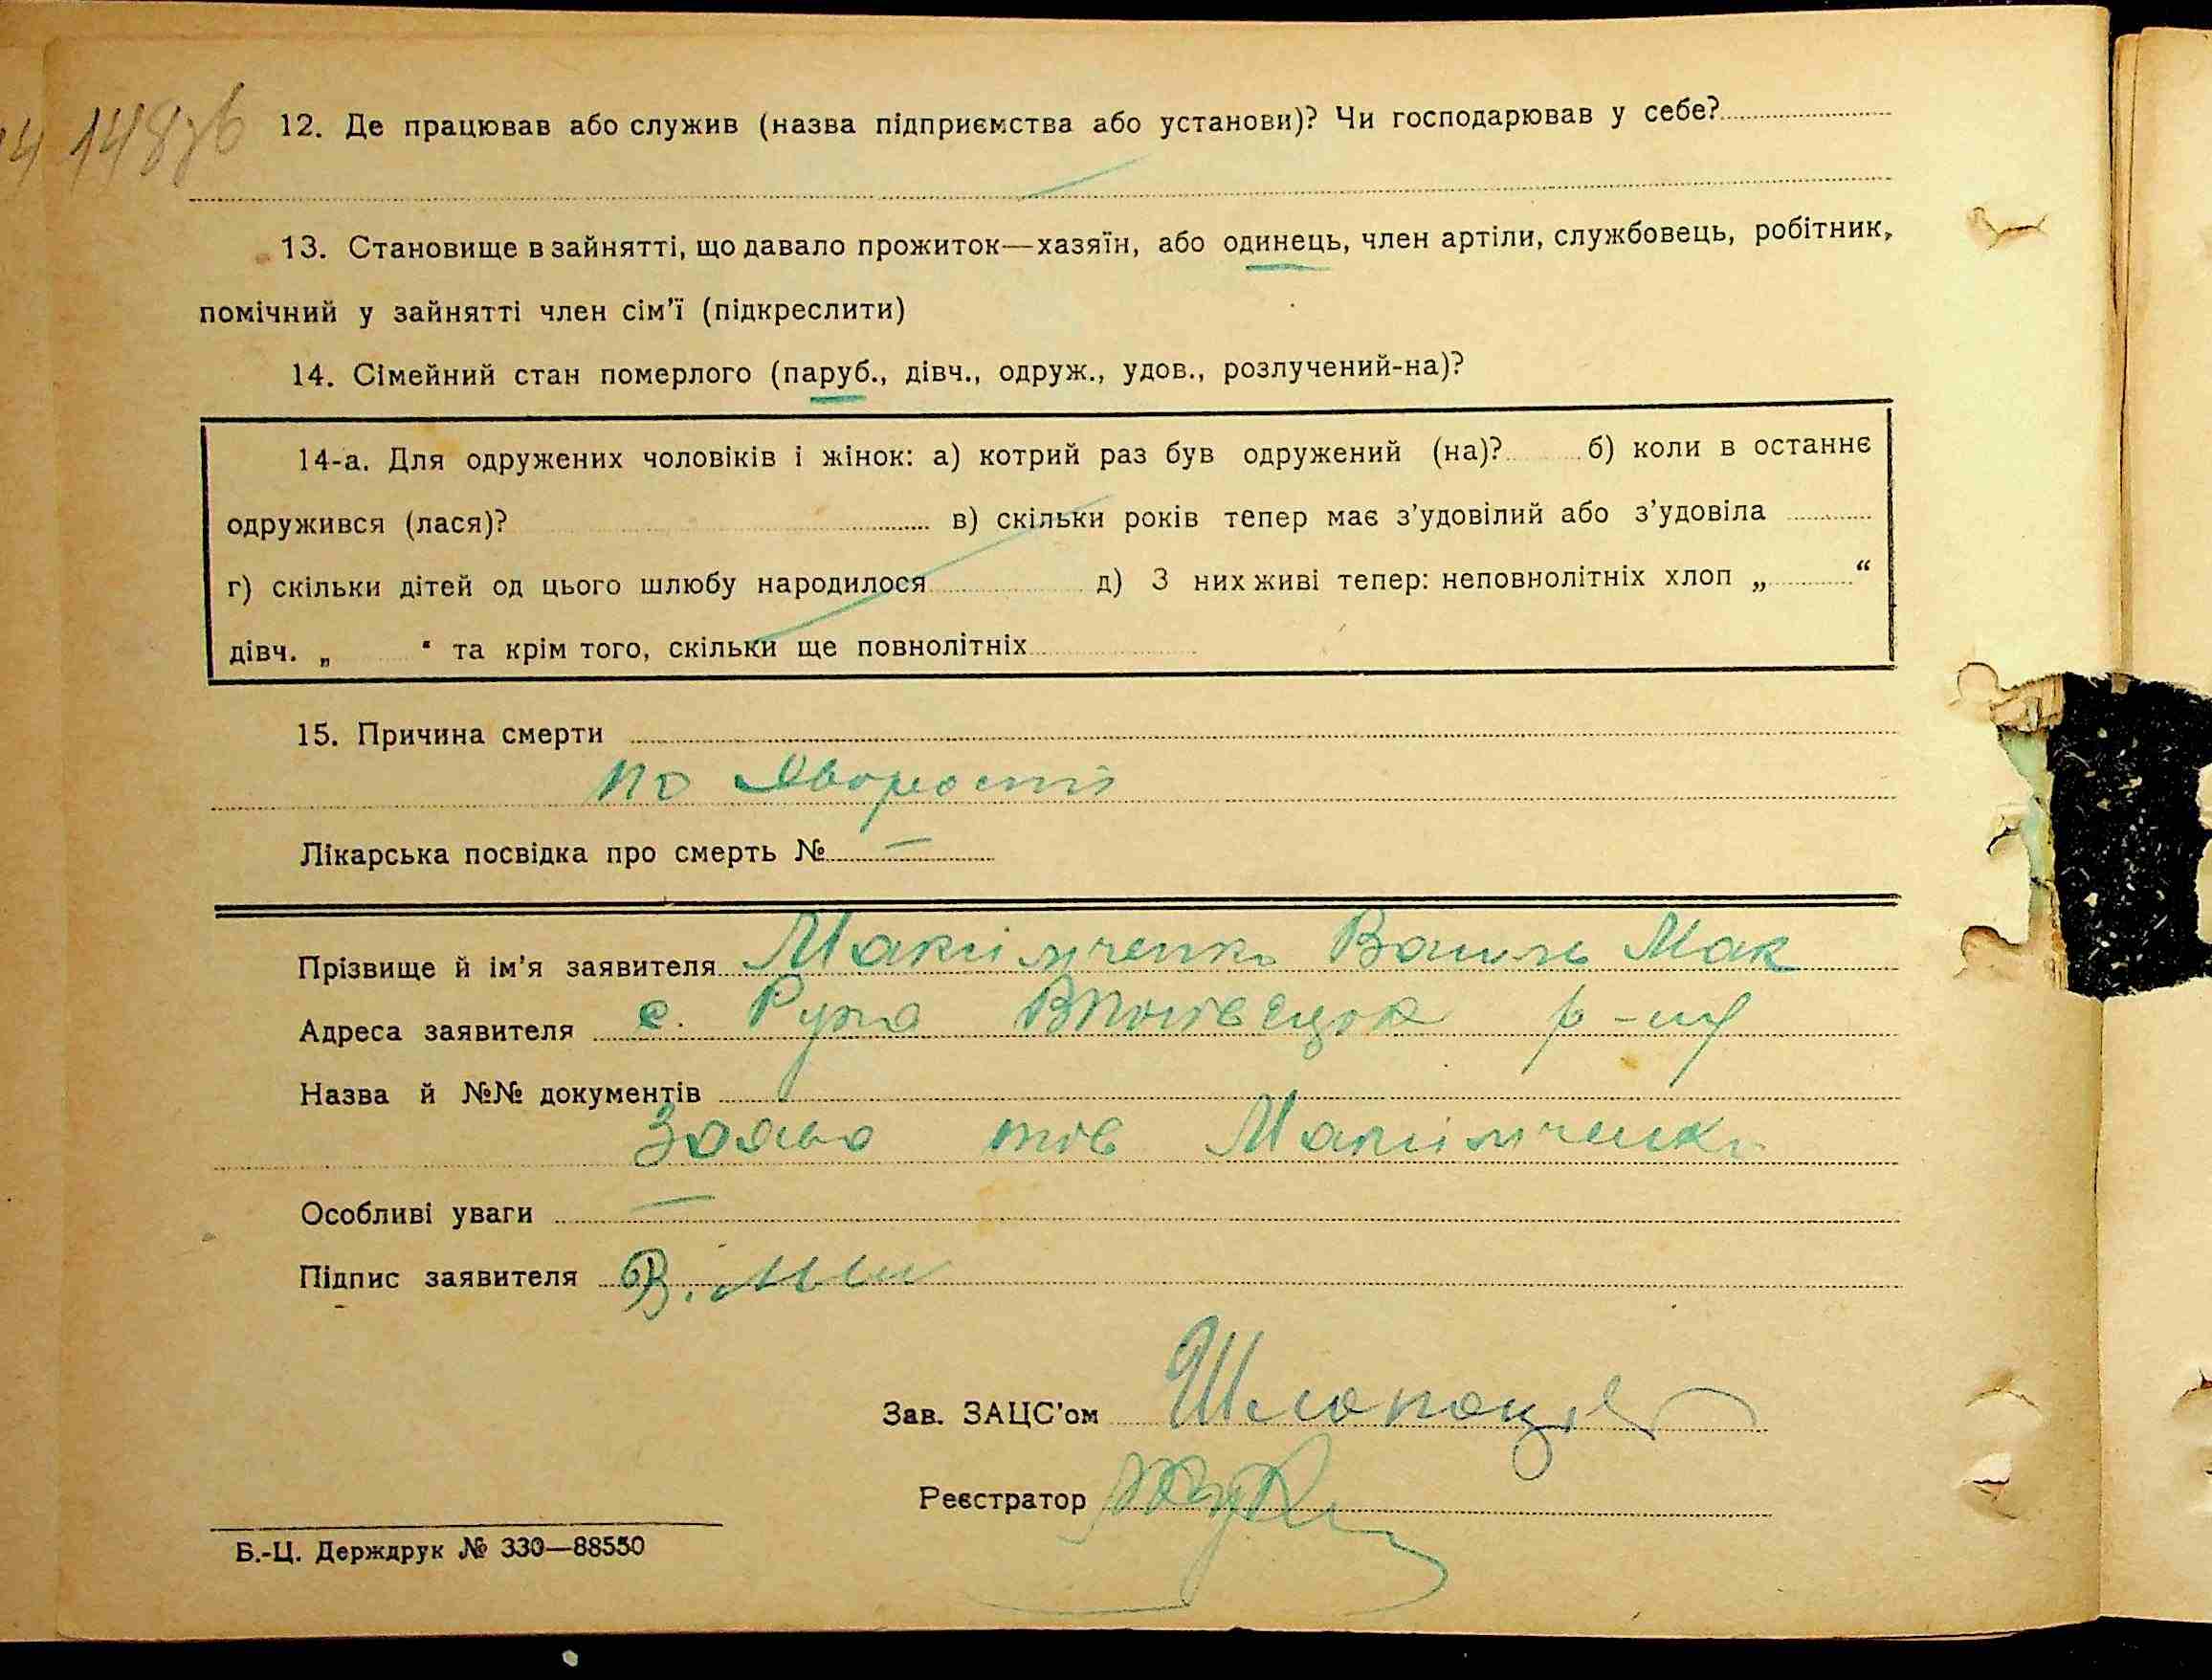 14876
12. Де працював або служив (назва підприємства або установи)? Чи господарював у себе?
13. Становище в зайнятті, що давало прожиток—хазяїн, або одинець, член артіли, службовець, робітник,
помічний у зайнятті член сім'ї (підкреслити)
14. Сімейний стан померлого (паруб., дівч., одруж., удов., розлучений-на)?
14-а. Для одружених чоловіків і жінок: а) котрий раз був одружений (на)? б) коли в останнє
одружився (лася)? в) скільки років тепер має з'удовілий або з'удовіла
г) скільки дітей од цього шлюбу народилося д) З них живі тепер: неповнолітніх хлоп „ “
дівч. „ “ та крім того, скільки ще повнолітніх
15. Причина смерти
по
Лікарська посвідка про смерть № —
Прізвище й ім'я заявителя Василь Мак
Адреса заявителя с. р-ну
Назва й №№ документів
тов
Особливі уваги —
Підпис заявителя В.
Зав. ЗАЦС'ом
Реєстратор
Б.-Ц. Держдрук № 330—88550